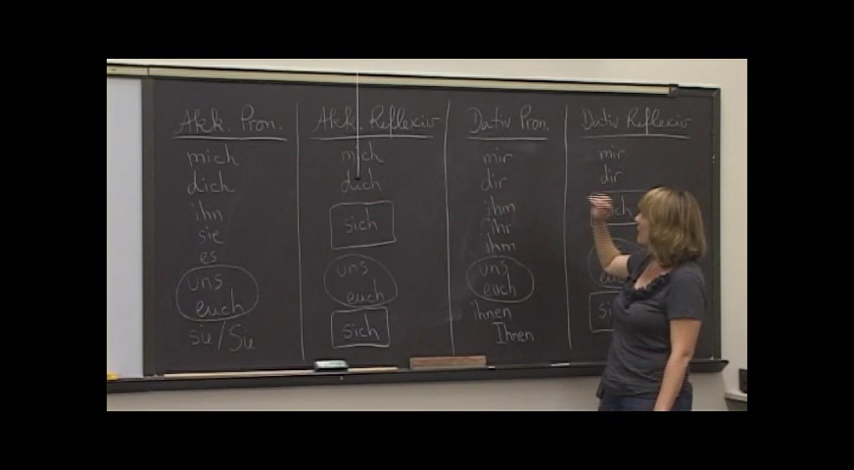 Akk. Pron.
mich
dich
ihn
sie
es
uns
euch
sie/Sie
Akk. Reflexiv
mich
dich
sich
uns
euch
sich
Dativ Pron.
mir
dir
ihm
ihr
ihm
uns
euch
ihnen
Ihnen
Dativ Reflexiv
mir
dir